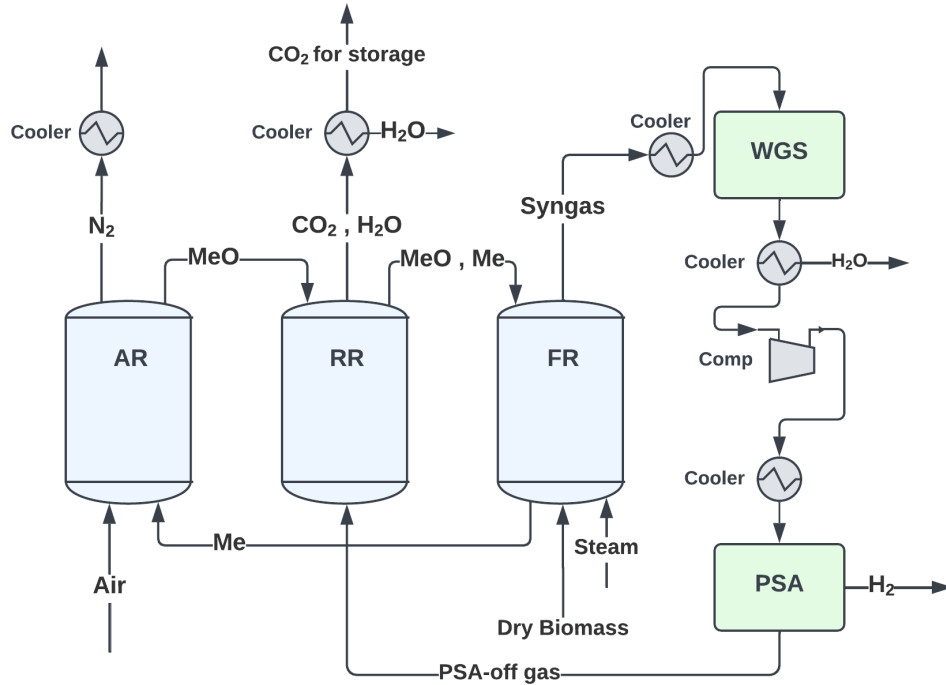 CO₂ for storage
Cooler
Cooler
H₂O
Cooler
WGS
N₂
CO₂ , H₂O
Syngas
MeO
MeO , Me
Cooler
H₂O
AR
RR
FR
Comp
Cooler
Me
Steam
Air
PSA
H₂
Dry Biomass
PSA-off gas